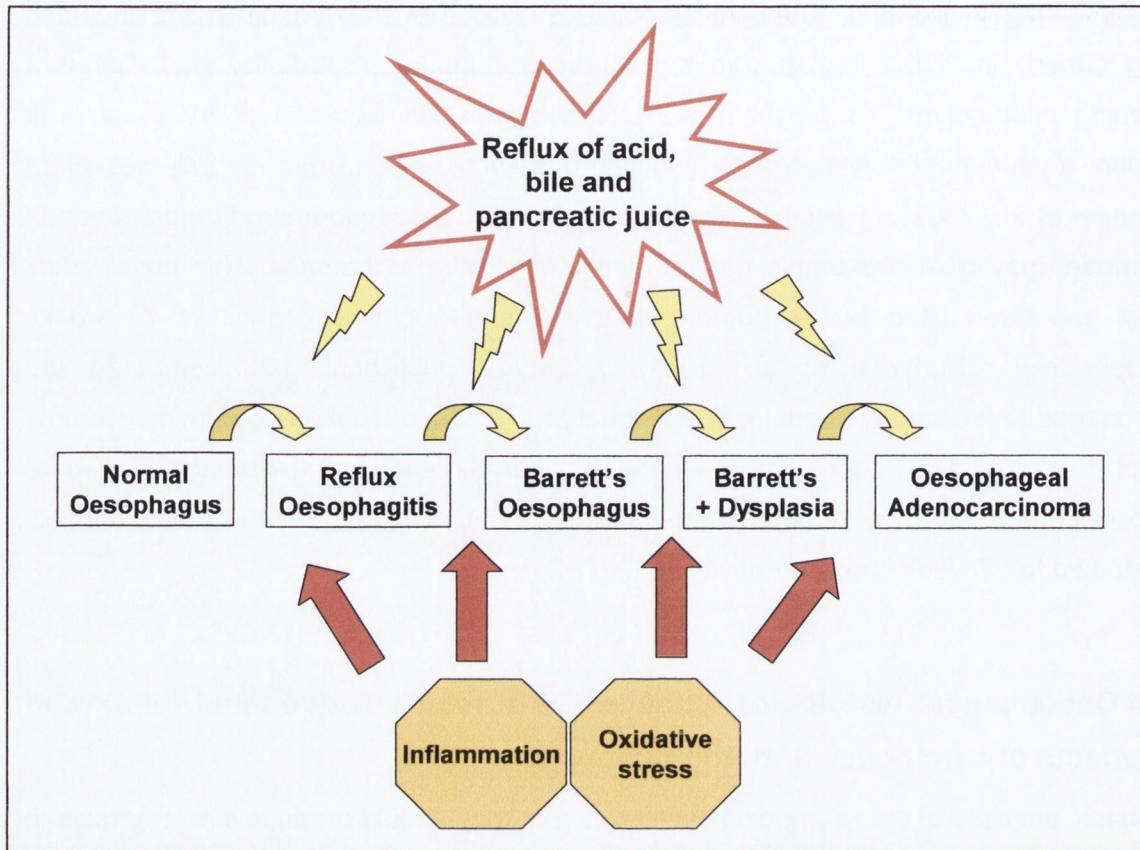 Reflux of acid,
bile and
pancreatic juice
Normal
Oesophagus
Reflux
Oesophagitis
Barrett's
Oesophagus
Barrett's
+ Dysplasia
Oesophageal
Adenocarcinoma
Inflammation
Oxidative
stress